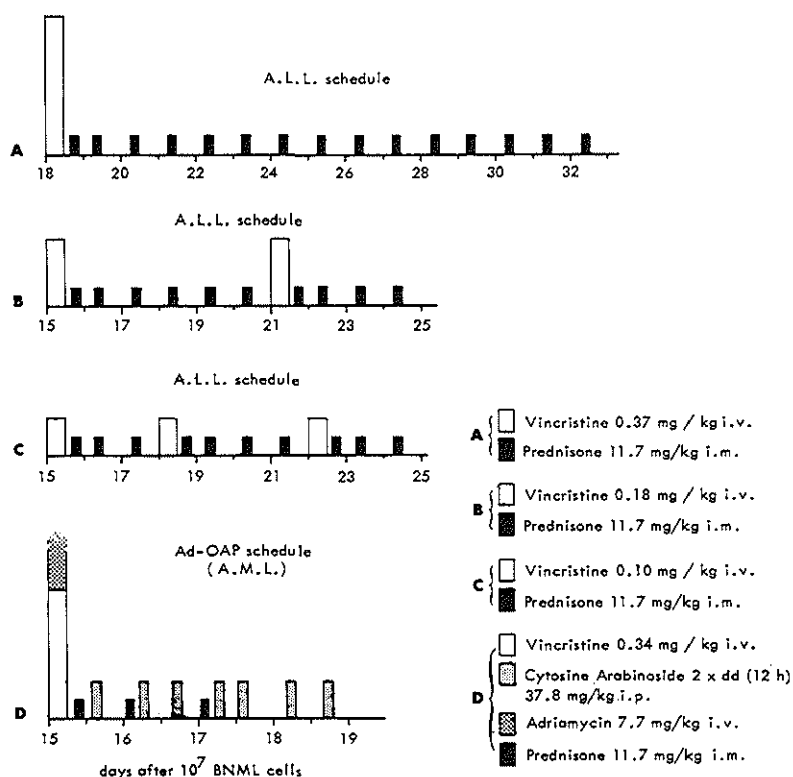 A.L.L. schedule
A
18 20 22 24 26 28 30 32
A.L.L. schedule
B
15 17 19 21 23 25
A.L.L. schedule
C
15 17 19 21 23 25
Ad-OAP schedule
(A.M.L.)
D
15 16 17 18 19
days after 10⁷ BNML cells
A { Vincristine 0.37 mg / kg i.v.
Prednisone 11.7 mg/kg i.m.
B { Vincristine 0.18 mg / kg i.v.
Prednisone 11.7 mg/kg i.m.
C { Vincristine 0.10 mg / kg i.v.
Prednisone 11.7 mg/kg i.m.
D { Vincristine 0.34 mg / kg i.v.
Cytosine Arabinoside 2 x dd (12 h)
37.8 mg/kg i.p.
Adriamycin 7.7 mg/kg i.v.
Prednisone 11.7 mg/kg i.m.